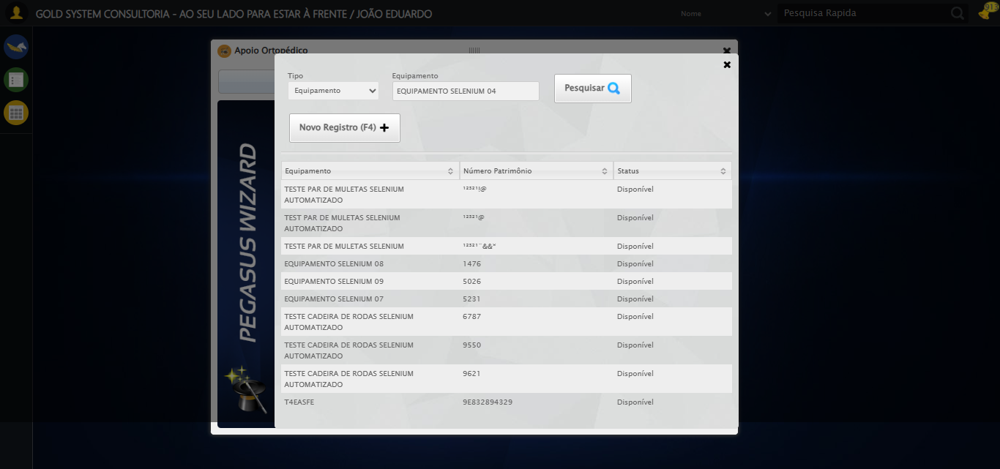 GOLD SYSTEM CONSULTORIA - AO SEU LADO PARA ESTAR À FRENTE / JOÃO EDUARDO
Nome
Pesquisa Rapida
913
Apoio Ortopédico
Tipo
Equipamento
Equipamento
EQUIPAMENTO SELENIUM 04
Pesquisar
Novo Registro (F4)
PEGASUS WIZARD
Equipamento Número Patrimônio Status
TESTE PAR DE MULETAS SELENIUM ¹²³²¹!@ Disponível
AUTOMATIZADO
TEST PAR DE MULETAS SELENIUM ¹²³²¹@ Disponível
AUTOMATIZADO
TESTE PAR DE MULETAS SELENIUM ¹²³²¹¨&&* Disponível
EQUIPAMENTO SELENIUM 08 1476 Disponível
EQUIPAMENTO SELENIUM 09 5026 Disponível
EQUIPAMENTO SELENIUM 07 5231 Disponível
TESTE CADEIRA DE RODAS SELENIUM 6787 Disponível
AUTOMATIZADO
TESTE CADEIRA DE RODAS SELENIUM 9550 Disponível
AUTOMATIZADO
TESTE CADEIRA DE RODAS SELENIUM 9621 Disponível
AUTOMATIZADO
T4EASFE 9E832894329 Disponível